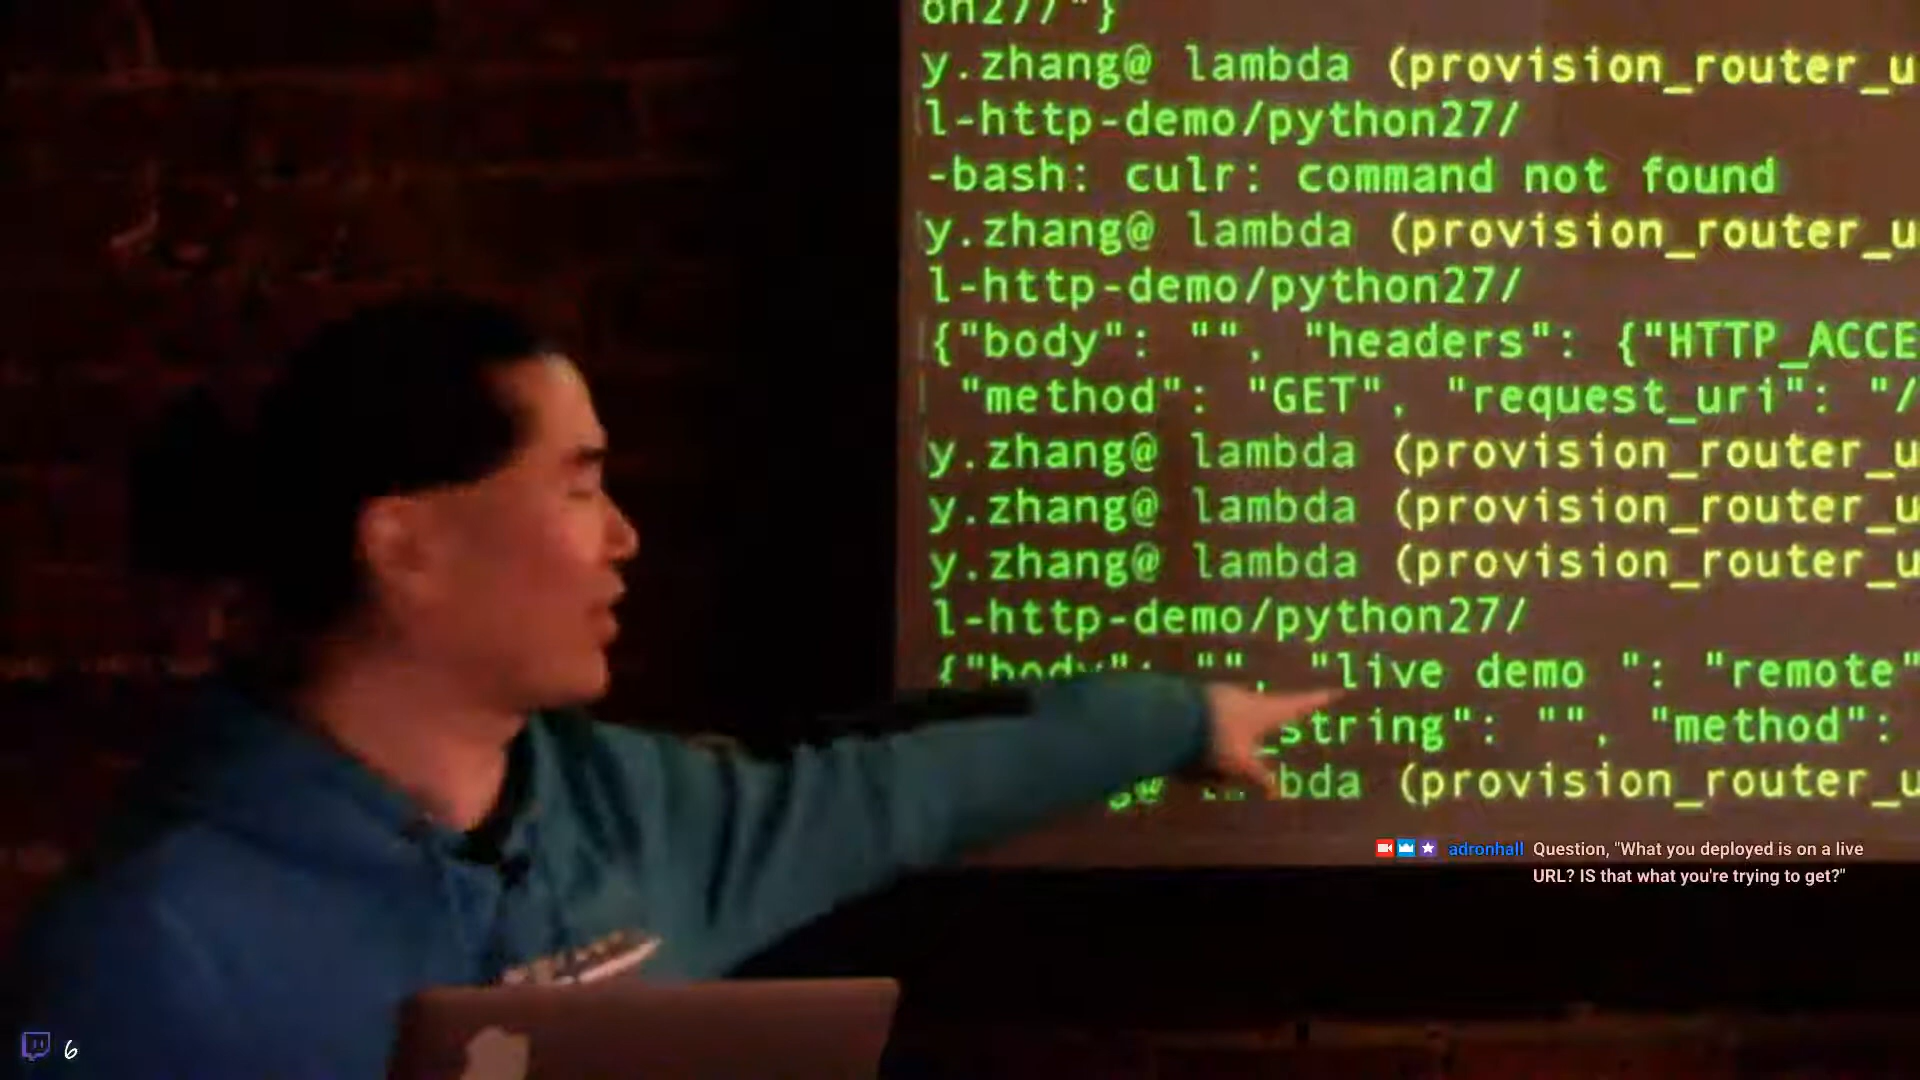 on27/"}
y.zhang@ lambda (provision_router_u
l-http-demo/python27/
-bash: culr: command not found
y.zhang@ lambda (provision_router_u
l-http-demo/python27/
{"body": "", "headers": {"HTTP_ACCE
"method": "GET", "request_uri": "/
y.zhang@ lambda (provision_router_u
y.zhang@ lambda (provision_router_u
y.zhang@ lambda (provision_router_u
l-http-demo/python27/
{"body": "", "live demo ": "remote"
_string": "", "method":
bda (provision_router_u
adronhall Question, "What you deployed is on a live
URL? IS that what you're trying to get?"
6